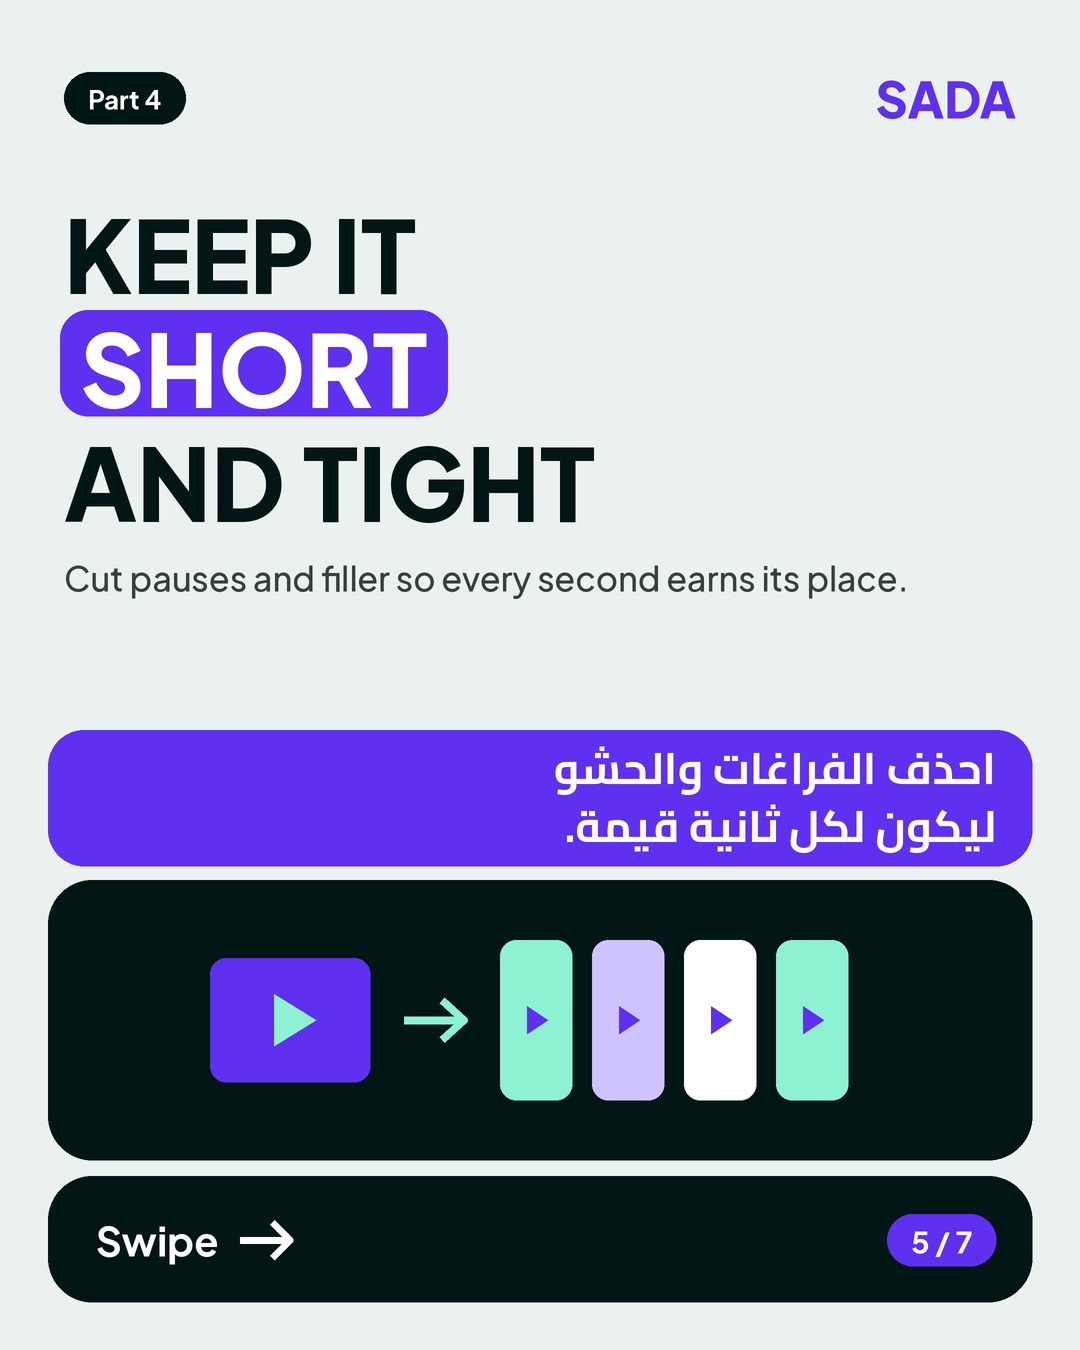 Part 4
SADA
KEEP IT
SHORT
AND TIGHT
Cut pauses and filler so every second earns its place.
احذف الفراغات والحشو
ليكون لكل ثانية قيمة.
Swipe →
5 / 7